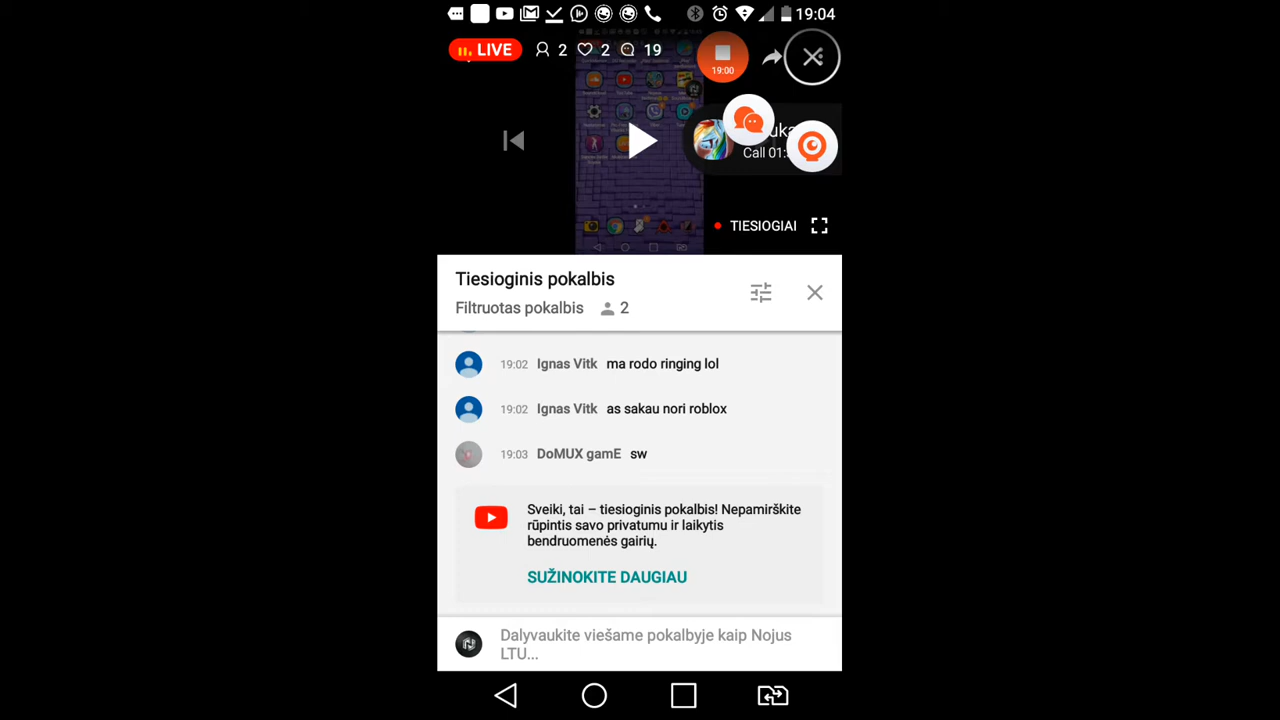 19:04
LIVE 2 2 19
19:00
Call 01:
TIESIOGIAI
Tiesioginis pokalbis
Filtruotas pokalbis 2
19:02 Ignas Vitk ma rodo ringing lol
19:02 Ignas Vitk as sakau nori roblox
19:03 DoMUX gamE sw
Sveiki, tai – tiesioginis pokalbis! Nepamirškite
rūpintis savo privatumu ir laikytis
bendruomenės gairių.
SUŽINOKITE DAUGIAU
Dalyvaukite viešame pokalbyje kaip Nojus
LTU...